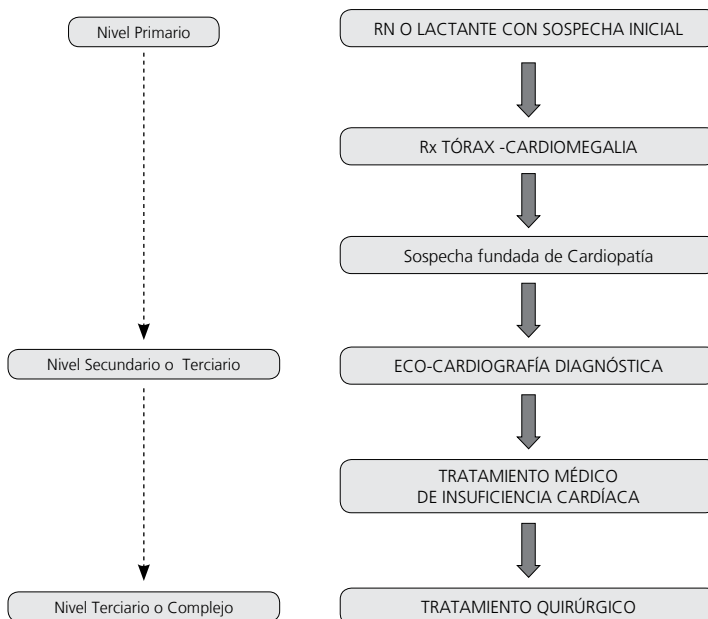 Nivel Primario
RN O LACTANTE CON SOSPECHA INICIAL
Rx TÓRAX -CARDIOMEGALIA
Sospecha fundada de Cardiopatía
Nivel Secundario o Terciario
ECO-CARDIOGRAFÍA DIAGNÓSTICA
TRATAMIENTO MÉDICO
DE INSUFICIENCIA CARDÍACA
Nivel Terciario o Complejo
TRATAMIENTO QUIRÚRGICO